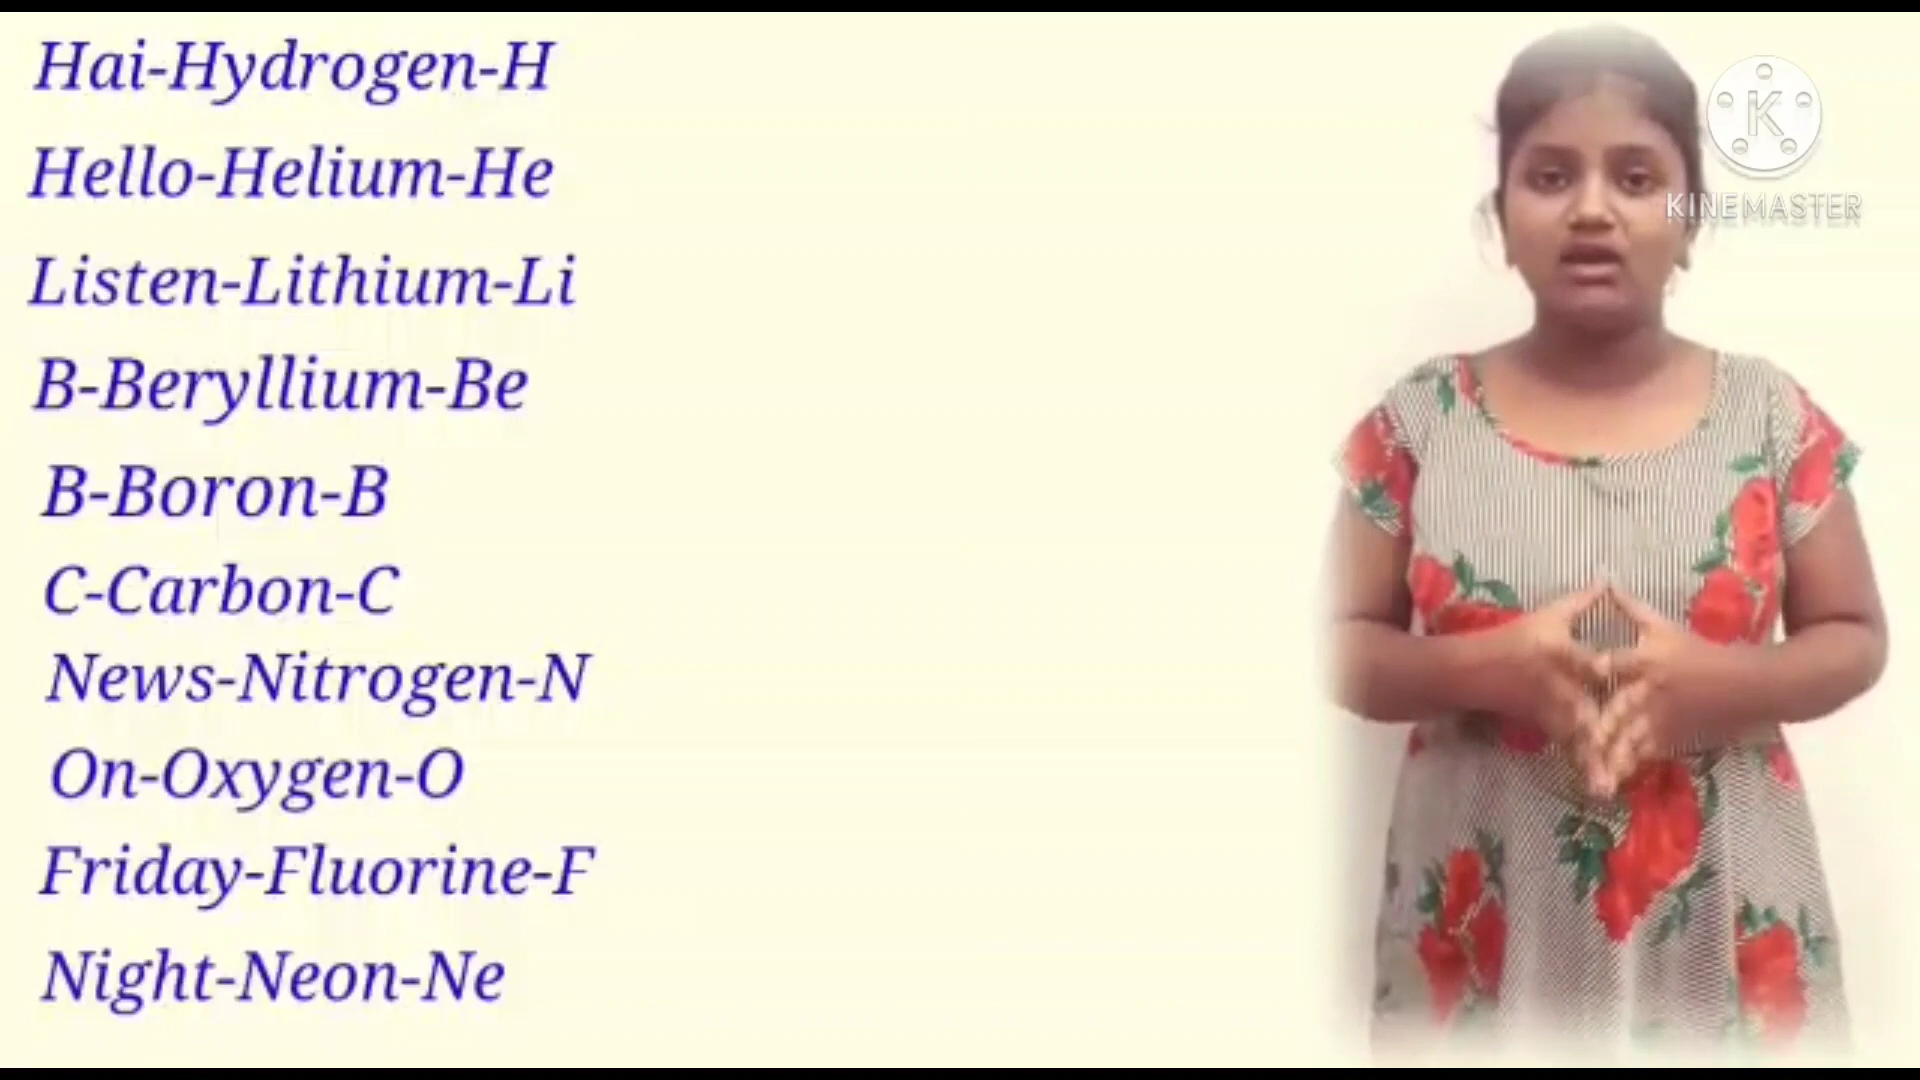 Hai-Hydrogen-H
Hello-Helium-He
Listen-Lithium-Li
B-Beryllium-Be
B-Boron-B
C-Carbon-C
News-Nitrogen-N
On-Oxygen-O
Friday-Fluorine-F
Night-Neon-Ne
K
KINEMASTER